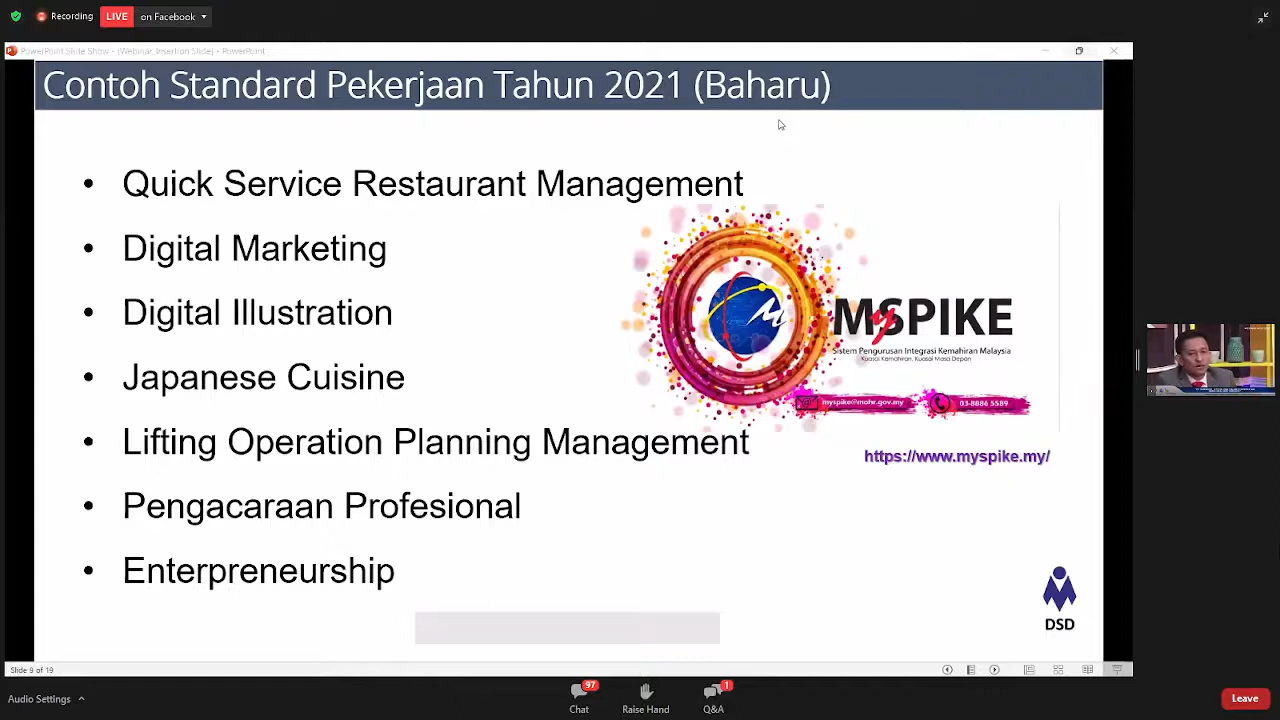 Recording
LIVE on Facebook
PowerPoint Slide Show - (Webinar_Insertion Slide) - PowerPoint
Contoh Standard Pekerjaan Tahun 2021 (Baharu)
• Quick Service Restaurant Management
• Digital Marketing
• Digital Illustration
• Japanese Cuisine
• Lifting Operation Planning Management
• Pengacaraan Profesional
• Enterpreneurship
MySPIKE
Sistem Pengurusan Integrasi Kemahiran Malaysia
Kuasai Kemahiran, Kuasai Masa Depan
myspike@mohr.gov.my 03-8886 5589
https://www.myspike.my/
DSD
Slide 9 of 19
Audio Settings
97
1
Chat
Raise Hand
Q&A
Leave